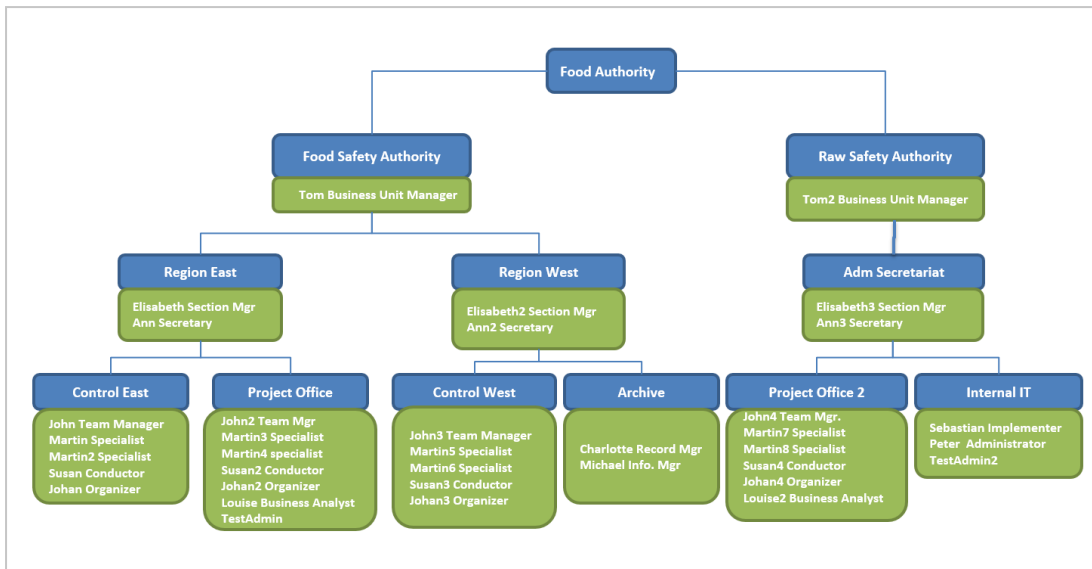 Food Authority
Food Safety Authority
Tom Business Unit Manager
Raw Safety Authority
Tom2 Business Unit Manager
Region East
Elisabeth Section Mgr
Ann Secretary
Region West
Elisabeth2 Section Mgr
Ann2 Secretary
Adm Secretariat
Elisabeth3 Section Mgr
Ann3 Secretary
Control East
John Team Manager
Martin Specialist
Martin2 Specialist
Susan Conductor
Johan Organizer
Project Office
John2 Team Mgr
Martin3 Specialist
Martin4 specialist
Susan2 Conductor
Johan2 Organizer
Louise Business Analyst
TestAdmin
Control West
John3 Team Manager
Martin5 Specialist
Martin6 Specialist
Susan3 Conductor
Johan3 Organizer
Archive
Charlotte Record Mgr
Michael Info. Mgr
Project Office 2
John4 Team Mgr.
Martin7 Specialist
Martin8 Specialist
Susan4 Conductor
Johan4 Organizer
Louise2 Business Analyst
Internal IT
Sebastian Implementer
Peter  Administrator
TestAdmin2